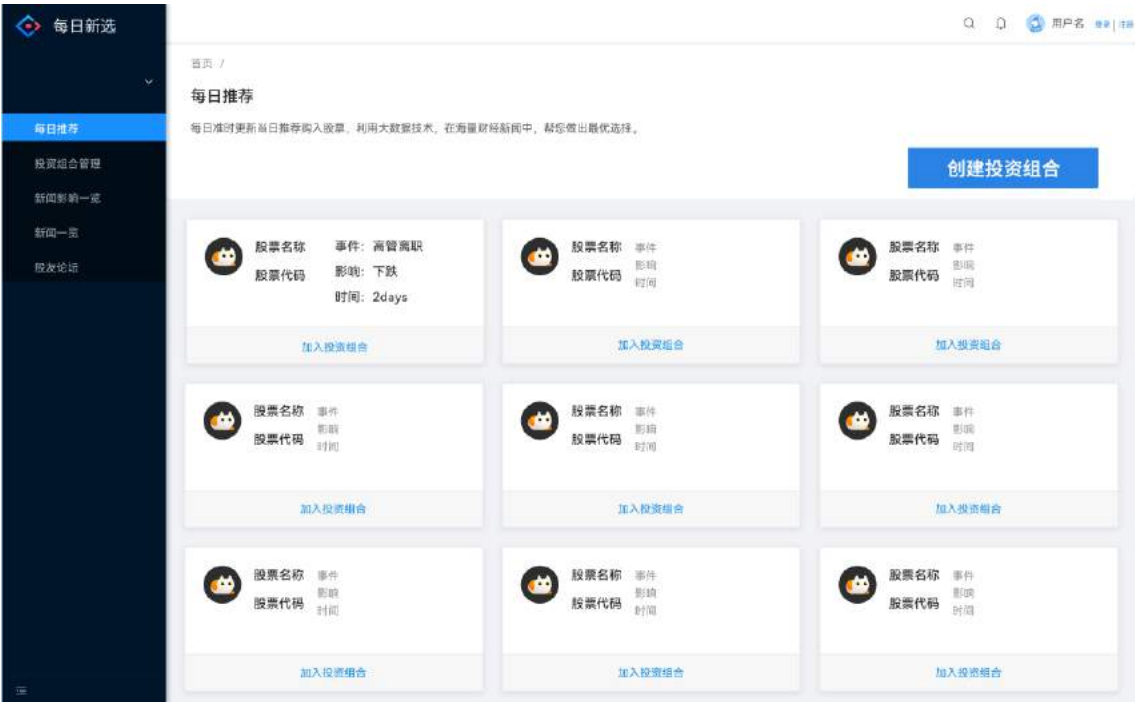 每日新选
用户名 登录 | 注册
首页 /
每日推荐
每日准时更新当日推荐购入股票，利用大数据技术，在海量财经新闻中，帮您做出最优选择。
创建投资组合
每日推荐
投资组合管理
新闻影响一览
新闻一览
股友论坛
股票名称
股票代码
事件：高管离职
影响：下跌
时间：2days
加入投资组合
股票名称
股票代码
事件
影响
时间
加入投资组合
股票名称
股票代码
事件
影响
时间
加入投资组合
股票名称
股票代码
事件
影响
时间
加入投资组合
股票名称
股票代码
事件
影响
时间
加入投资组合
股票名称
股票代码
事件
影响
时间
加入投资组合
股票名称
股票代码
事件
影响
时间
加入投资组合
股票名称
股票代码
事件
影响
时间
加入投资组合
股票名称
股票代码
事件
影响
时间
加入投资组合